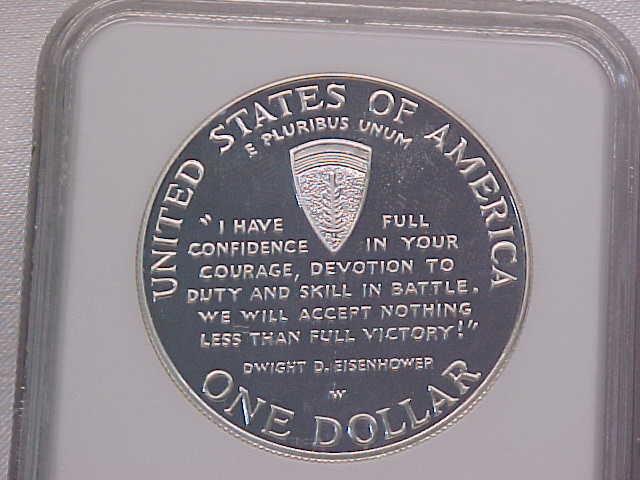 UNITED STATES OF AMERICA
E PLURIBUS UNUM
"I HAVE FULL
CONFIDENCE IN YOUR
COURAGE, DEVOTION TO
DUTY AND SKILL IN BATTLE.
WE WILL ACCEPT NOTHING
LESS THAN FULL VICTORY!"
DWIGHT D. EISENHOWER
W
ONE DOLLAR